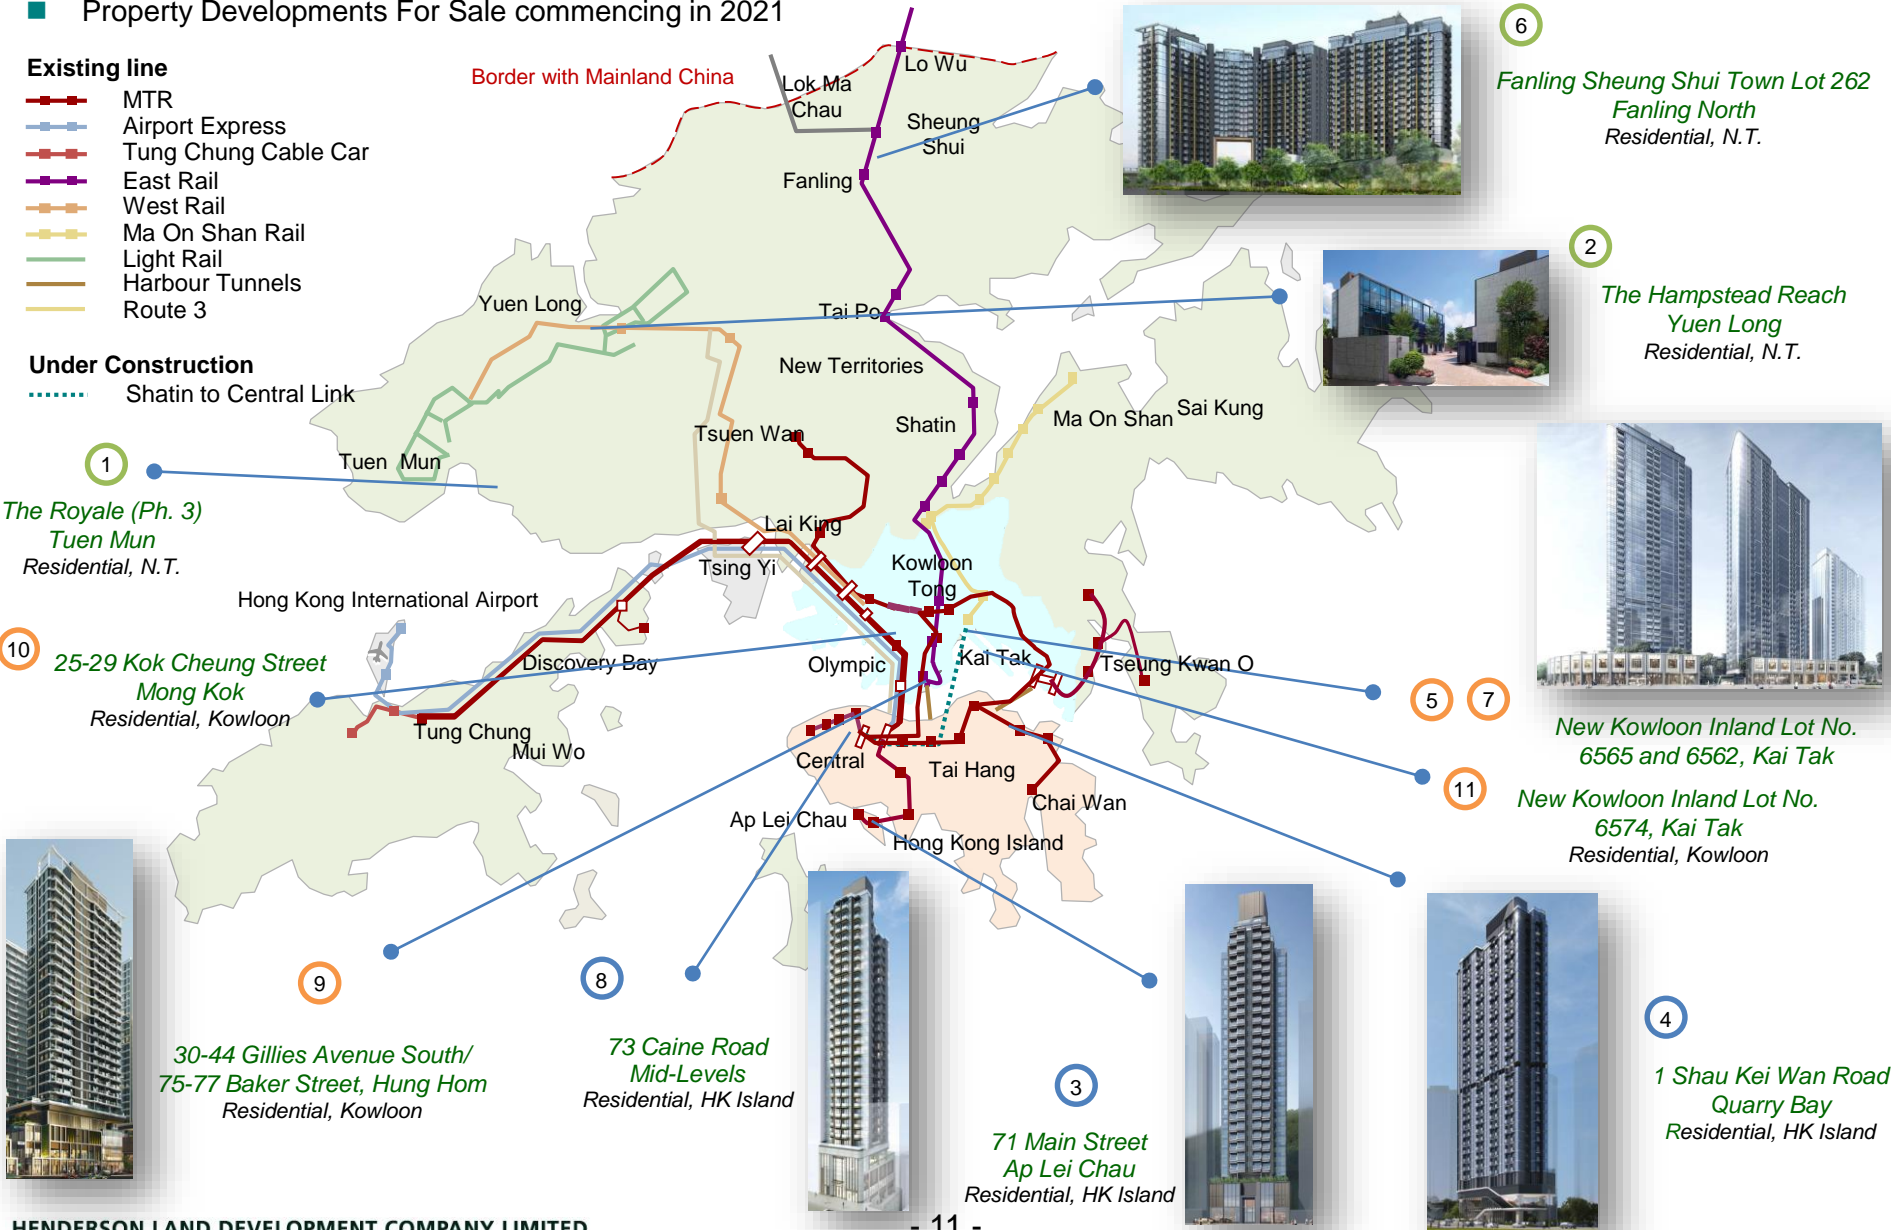 Property Developments For Sale commencing in 2021
Existing line
MTR
Airport Express
Tung Chung Cable Car
East Rail
West Rail
Ma On Shan Rail
Light Rail
Harbour Tunnels
Route 3
Under Construction
Shatin to Central Link
Border with Mainland China
Lo Wu
Lok Ma
Chau
Sheung
Shui
Fanling
Yuen Long
Tai Po
New Territories
Ma On Shan
Sai Kung
Shatin
Tsuen Wan
Tuen Mun
Lai King
Tsing Yi
Kowloon
Tong
Hong Kong International Airport
Discovery Bay
Olympic
Kai Tak
Tseung Kwan O
Tung Chung
Mui Wo
Central
Tai Hang
Chai Wan
Ap Lei Chau
Hong Kong Island
6
Fanling Sheung Shui Town Lot 262
Fanling North
Residential, N.T.
2
The Hampstead Reach
Yuen Long
Residential, N.T.
1
The Royale (Ph. 3)
Tuen Mun
Residential, N.T.
10
25-29 Kok Cheung Street
Mong Kok
Residential, Kowloon
5
7
New Kowloon Inland Lot No.
6565 and 6562, Kai Tak
11
New Kowloon Inland Lot No.
6574, Kai Tak
Residential, Kowloon
9
30-44 Gillies Avenue South/
75-77 Baker Street, Hung Hom
Residential, Kowloon
8
73 Caine Road
Mid-Levels
Residential, HK Island
3
71 Main Street
Ap Lei Chau
Residential, HK Island
4
1 Shau Kei Wan Road
Quarry Bay
Residential, HK Island
HENDERSON LAND DEVELOPMENT COMPANY LIMITED
- 11 -